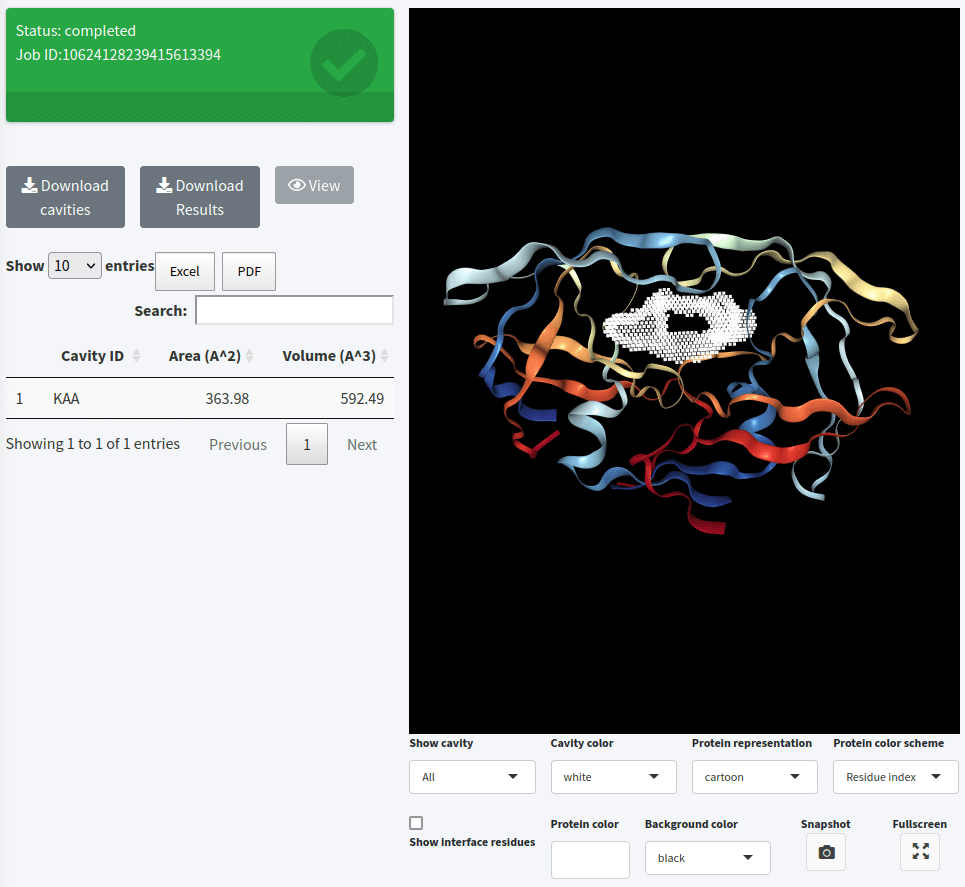 Status: completed
Job ID:10624128239415613394
Download cavities
Download Results
View
Show 10 entries
Excel
PDF
Search:
Cavity ID Area (A^2) Volume (A^3)
1 KAA 363.98 592.49
Showing 1 to 1 of 1 entries
Previous 1 Next
Show cavity
All
Cavity color
white
Protein representation
cartoon
Protein color scheme
Residue index
Show interface residues
Protein color
Background color
black
Snapshot
Fullscreen